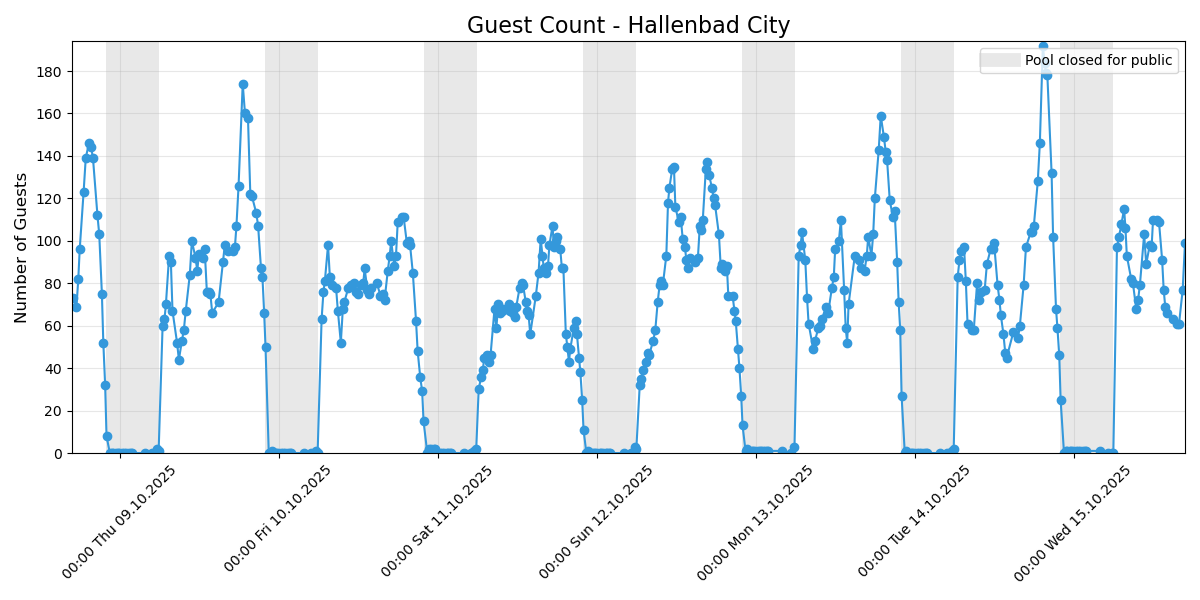 Guest Count - Hallenbad City
Pool closed for public
Number of Guests
180
160
140
120
100
80
60
40
20
0
00:00 Thu 09.10.2025
00:00 Fri 10.10.2025
00:00 Sat 11.10.2025
00:00 Sun 12.10.2025
00:00 Mon 13.10.2025
00:00 Tue 14.10.2025
00:00 Wed 15.10.2025